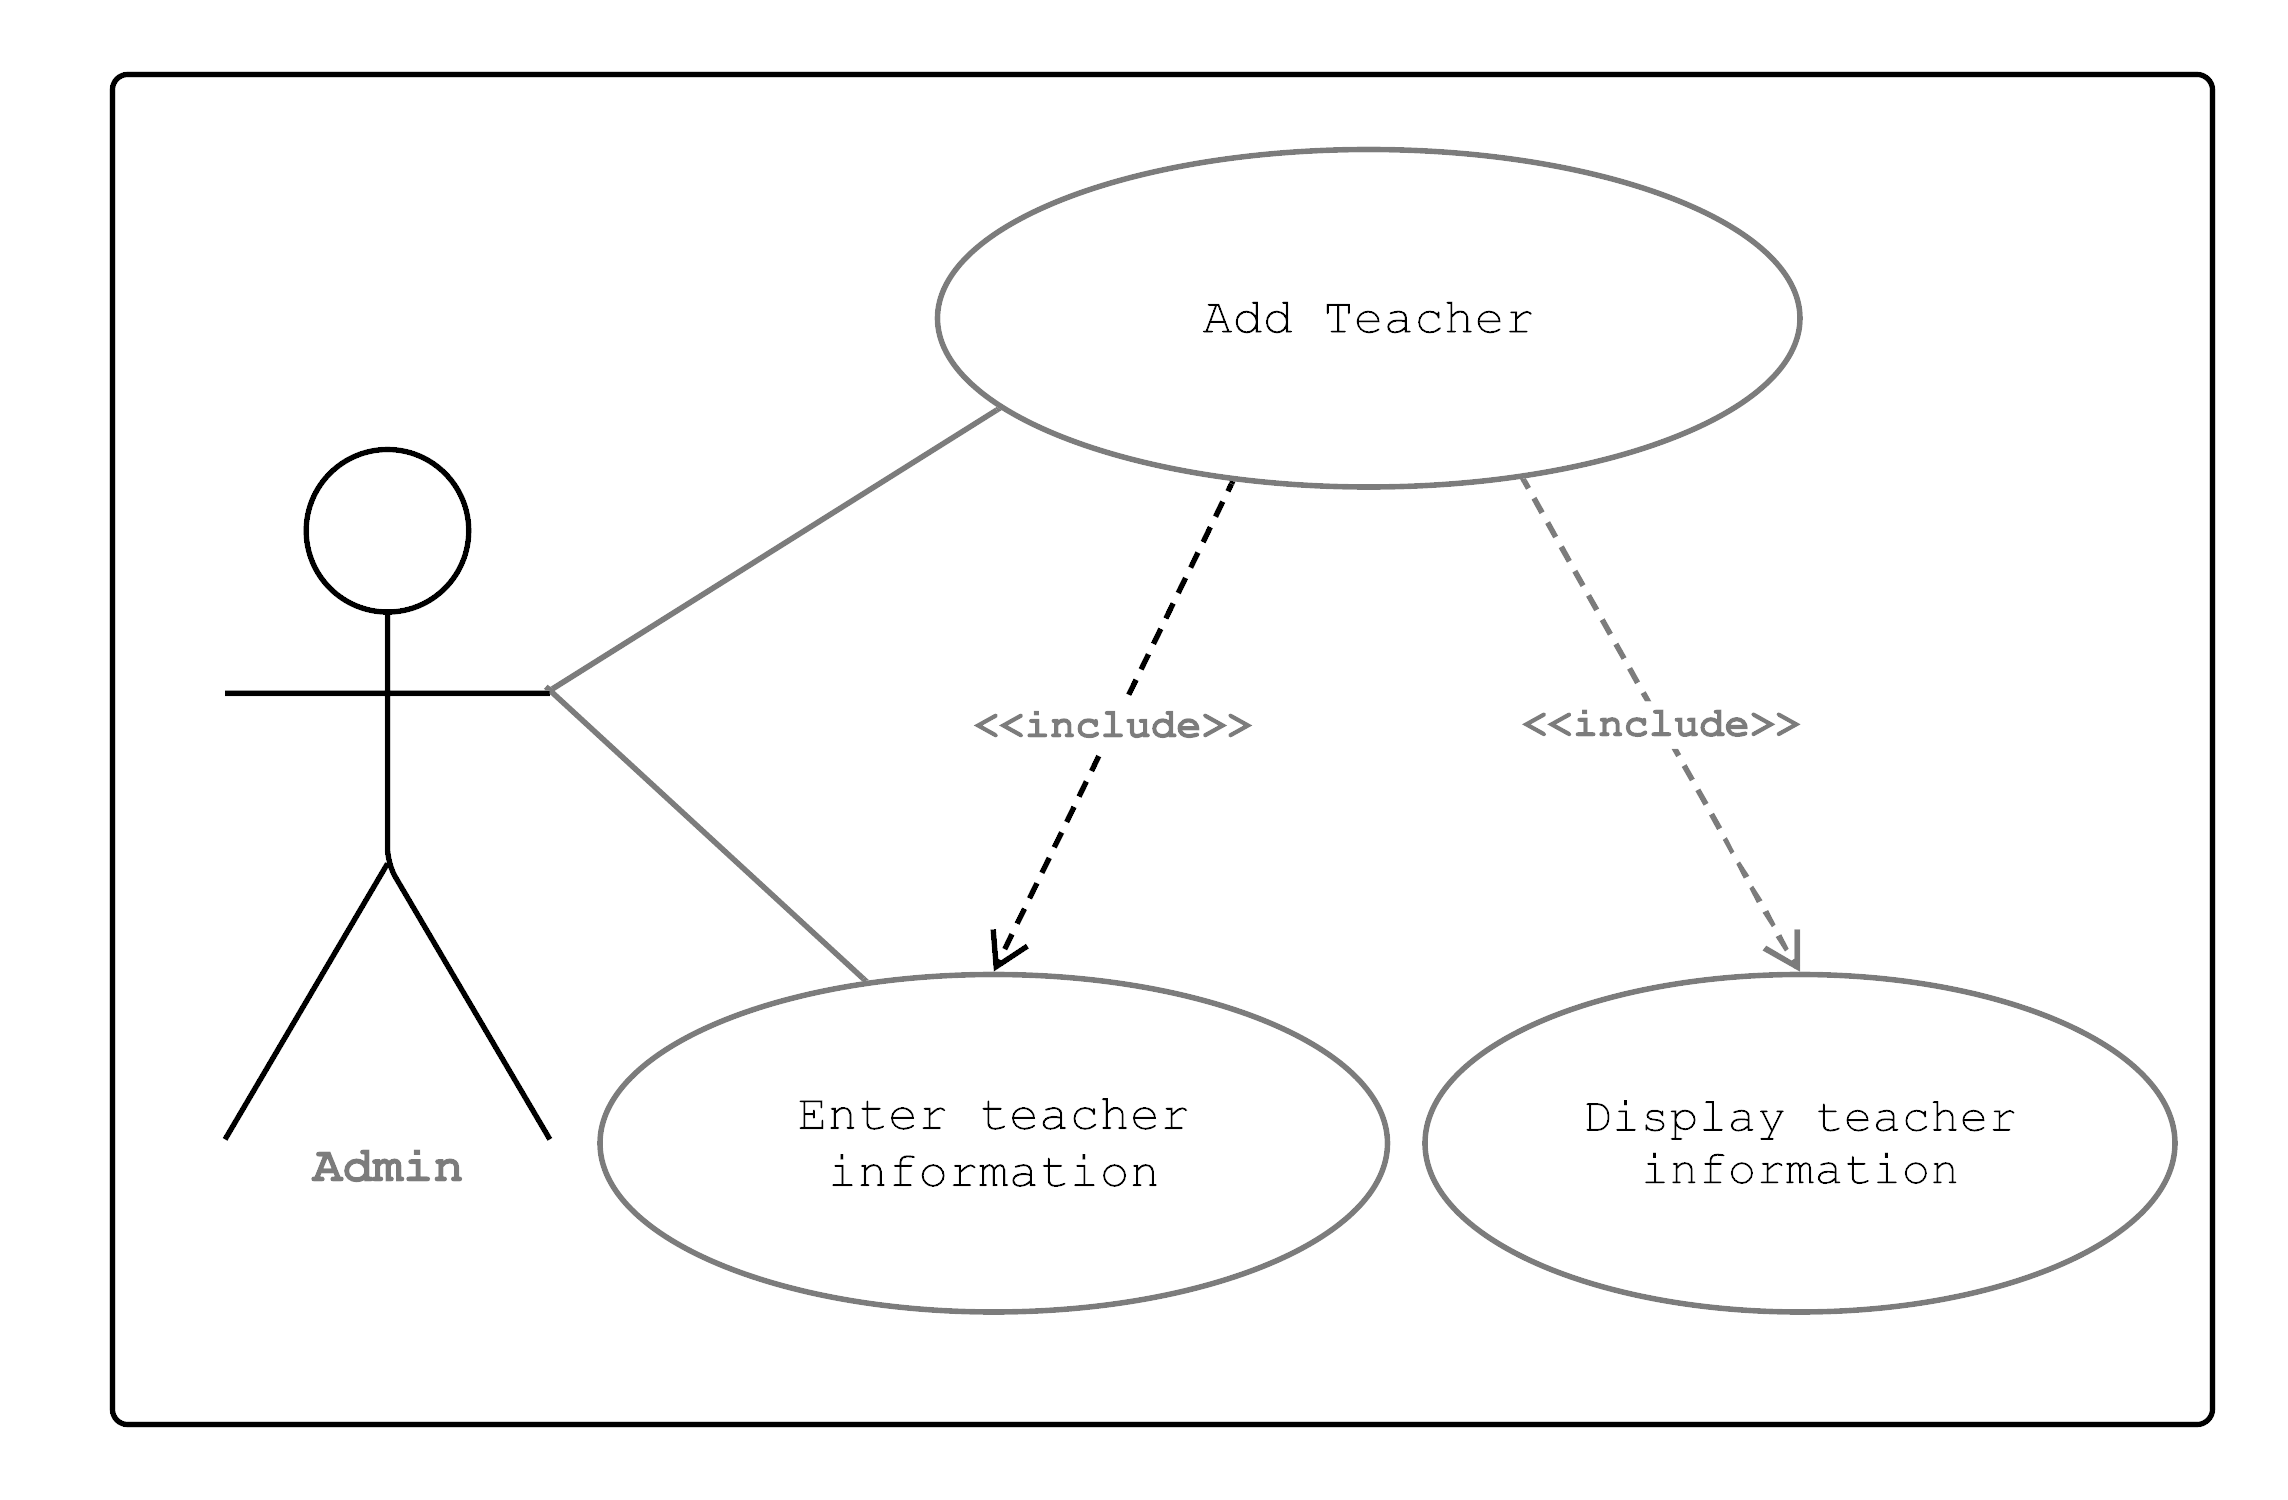 Add Teacher
<<include>>
<<include>>
Enter teacher
information
Display teacher
information
Admin